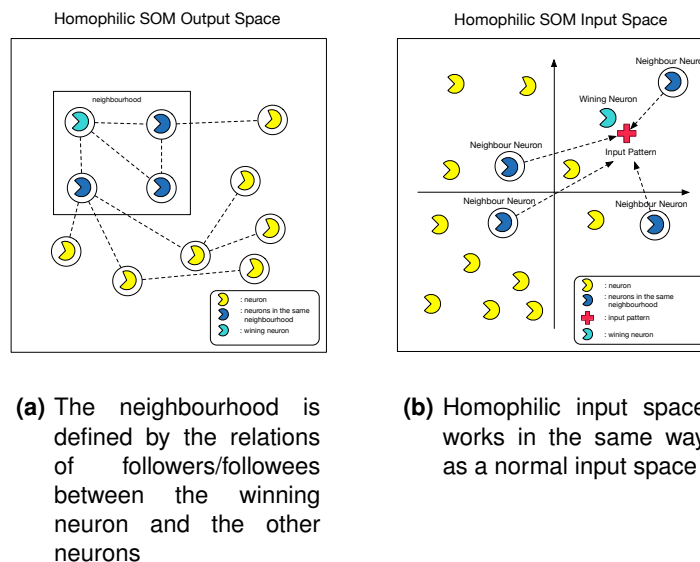 Homophilic SOM Output Space
neighbourhood
: neuron
: neurons in the same
neighbourhood
: wining neuron
(a) The neighbourhood is
defined by the relations
of followers/followees
between the winning
neuron and the other
neurons
Homophilic SOM Input Space
Neighbour Neuron
Wining Neuron
Input Pattern
Neighbour Neuron
Neighbour Neuron
Neighbour Neuron
: neuron
: neurons in the same
neighbourhood
: input pattern
: wining neuron
(b) Homophilic input space
works in the same way
as a normal input space